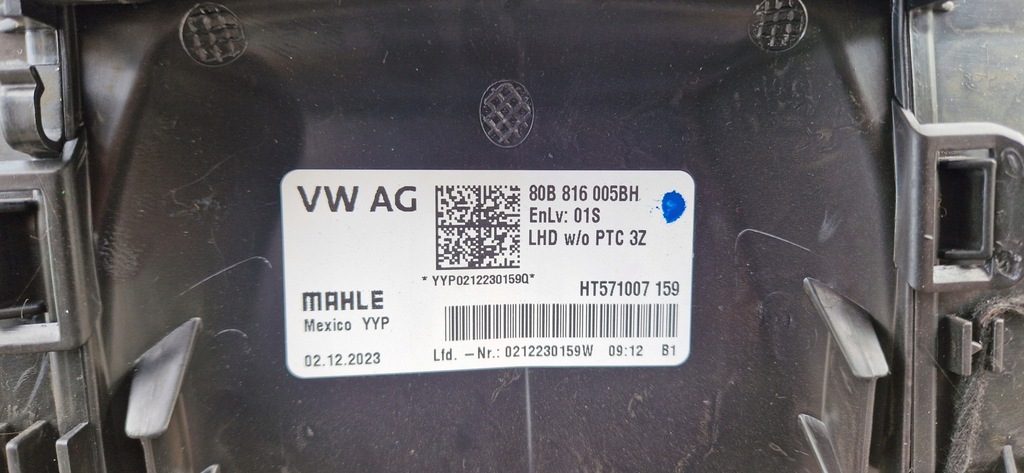 VW AG
80B 816 005BH
EnLv: 01S
LHD w/o PTC 3Z
* YYP0212230159Q*
HT571007 159
MAHLE
Mexico YYP
02.12.2023
Lfd. -Nr.: 0212230159W 09:12 B1